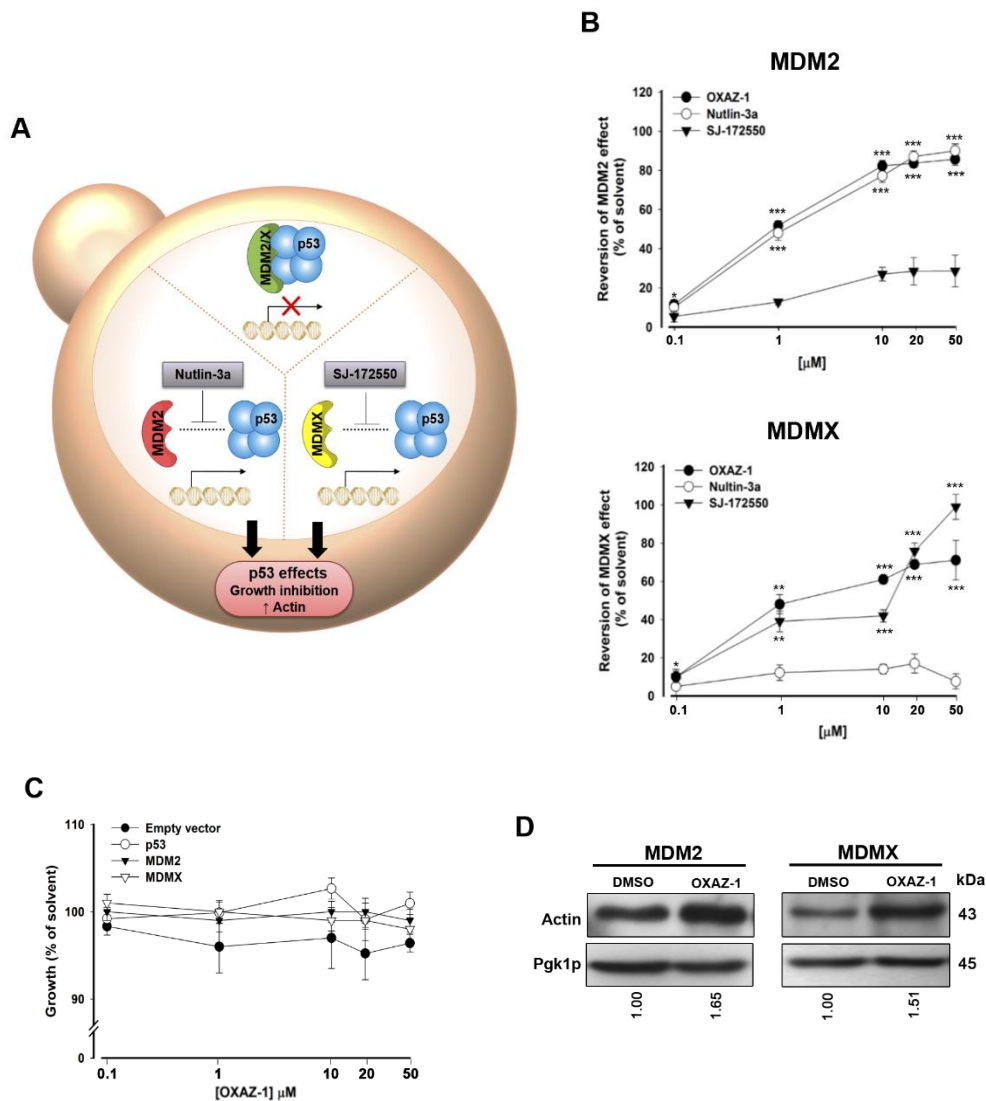 A
MDM2/X
p53
Nutlin-3a
SJ-172550
MDM2
p53
MDMX
p53
p53 effects
Growth inhibition
↑ Actin
B
MDM2
OXAZ-1
Nutlin-3a
SJ-172550
Reversion of MDM2 effect
(% of solvent)
120
100
80
60
40
20
0
*
***
***
***
***
***
***
***
***
0.1 1 10 20 50
[µM]
MDMX
OXAZ-1
Nultin-3a
SJ-172550
Reversion of MDMX effect
(% of solvent)
120
100
80
60
40
20
0
*
**
**
***
***
***
***
***
***
0.1 1 10 20 50
[µM]
C
Empty vector
p53
MDM2
MDMX
Growth (% of solvent)
110
100
90
0
0.1 1 10 20 50
[OXAZ-1] µM
D
MDM2 MDMX
DMSO OXAZ-1 DMSO OXAZ-1 kDa
Actin 43
Pgk1p 45
1.00 1.65 1.00 1.51